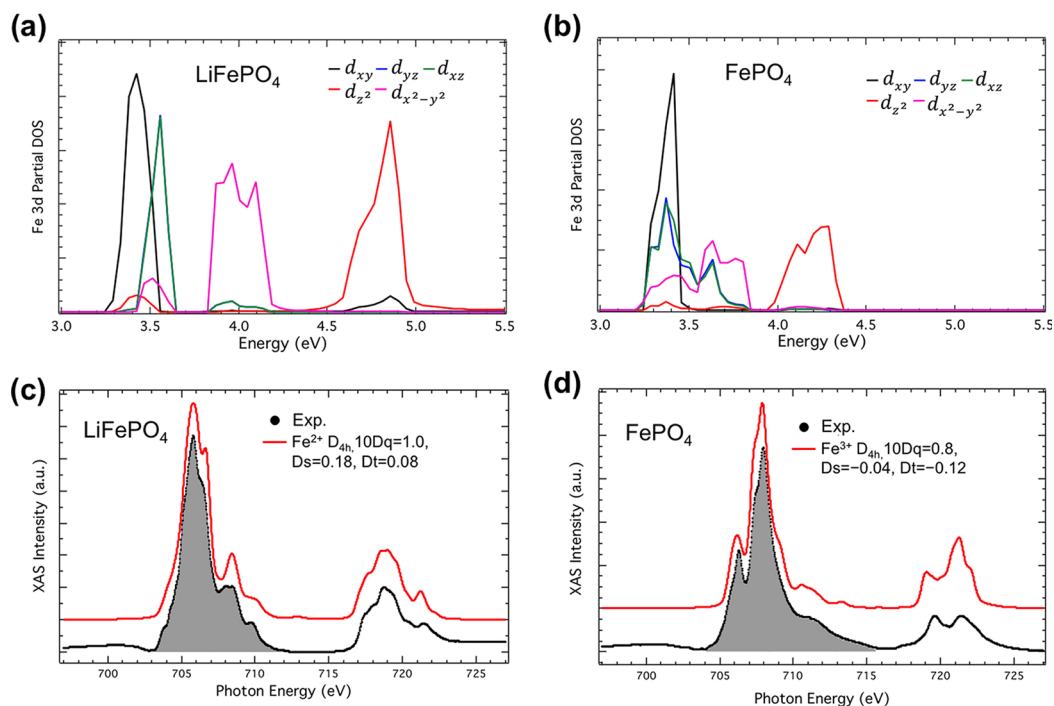 (a)
LiFePO4
dxy dyz dxz
dz2 dx2−y2
Fe 3d Partial DOS
3.0 3.5 4.0 4.5 5.0 5.5
Energy (eV)
(b)
FePO4
dxy dyz dxz
dz2 dx2−y2
Fe 3d Partial DOS
3.0 3.5 4.0 4.5 5.0 5.5
Energy (eV)
(c)
LiFePO4
Exp.
Fe2+ D4h, 10Dq=1.0,
Ds=0.18, Dt=0.08
XAS Intensity (a.u.)
700 705 710 715 720 725
Photon Energy (eV)
(d)
FePO4
Exp.
Fe3+ D4h, 10Dq=0.8,
Ds=−0.04, Dt=−0.12
XAS Intensity (a.u.)
700 705 710 715 720 725
Photon Energy (eV)